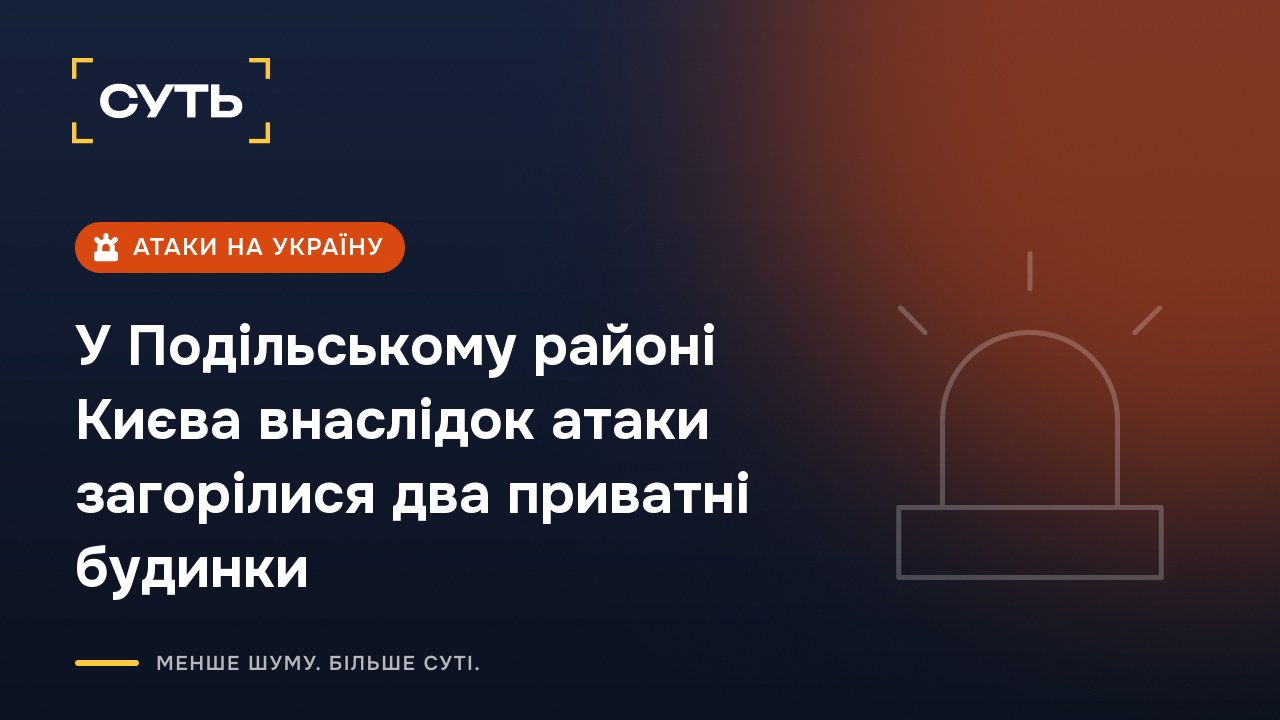 СУТЬ
АТАКИ НА УКРАЇНУ
У Подільському районі
Києва внаслідок атаки
загорілися два приватні
будинки
МЕНШЕ ШУМУ. БІЛЬШЕ СУТІ.